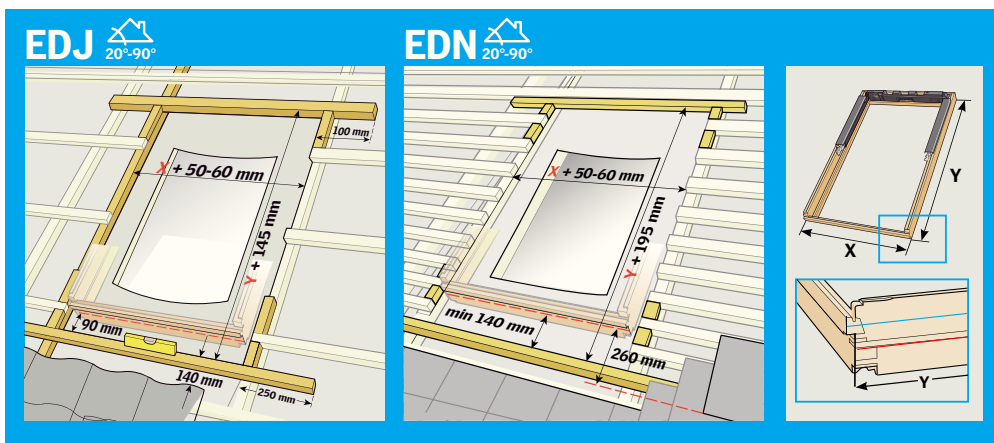 EDJ
20°-90°
100 mm
X + 50-60 mm
Y + 145 mm
90 mm
140 mm
250 mm
EDN
20°-90°
X + 50-60 mm
Y + 195 mm
min 140 mm
260 mm
Y
X
Y